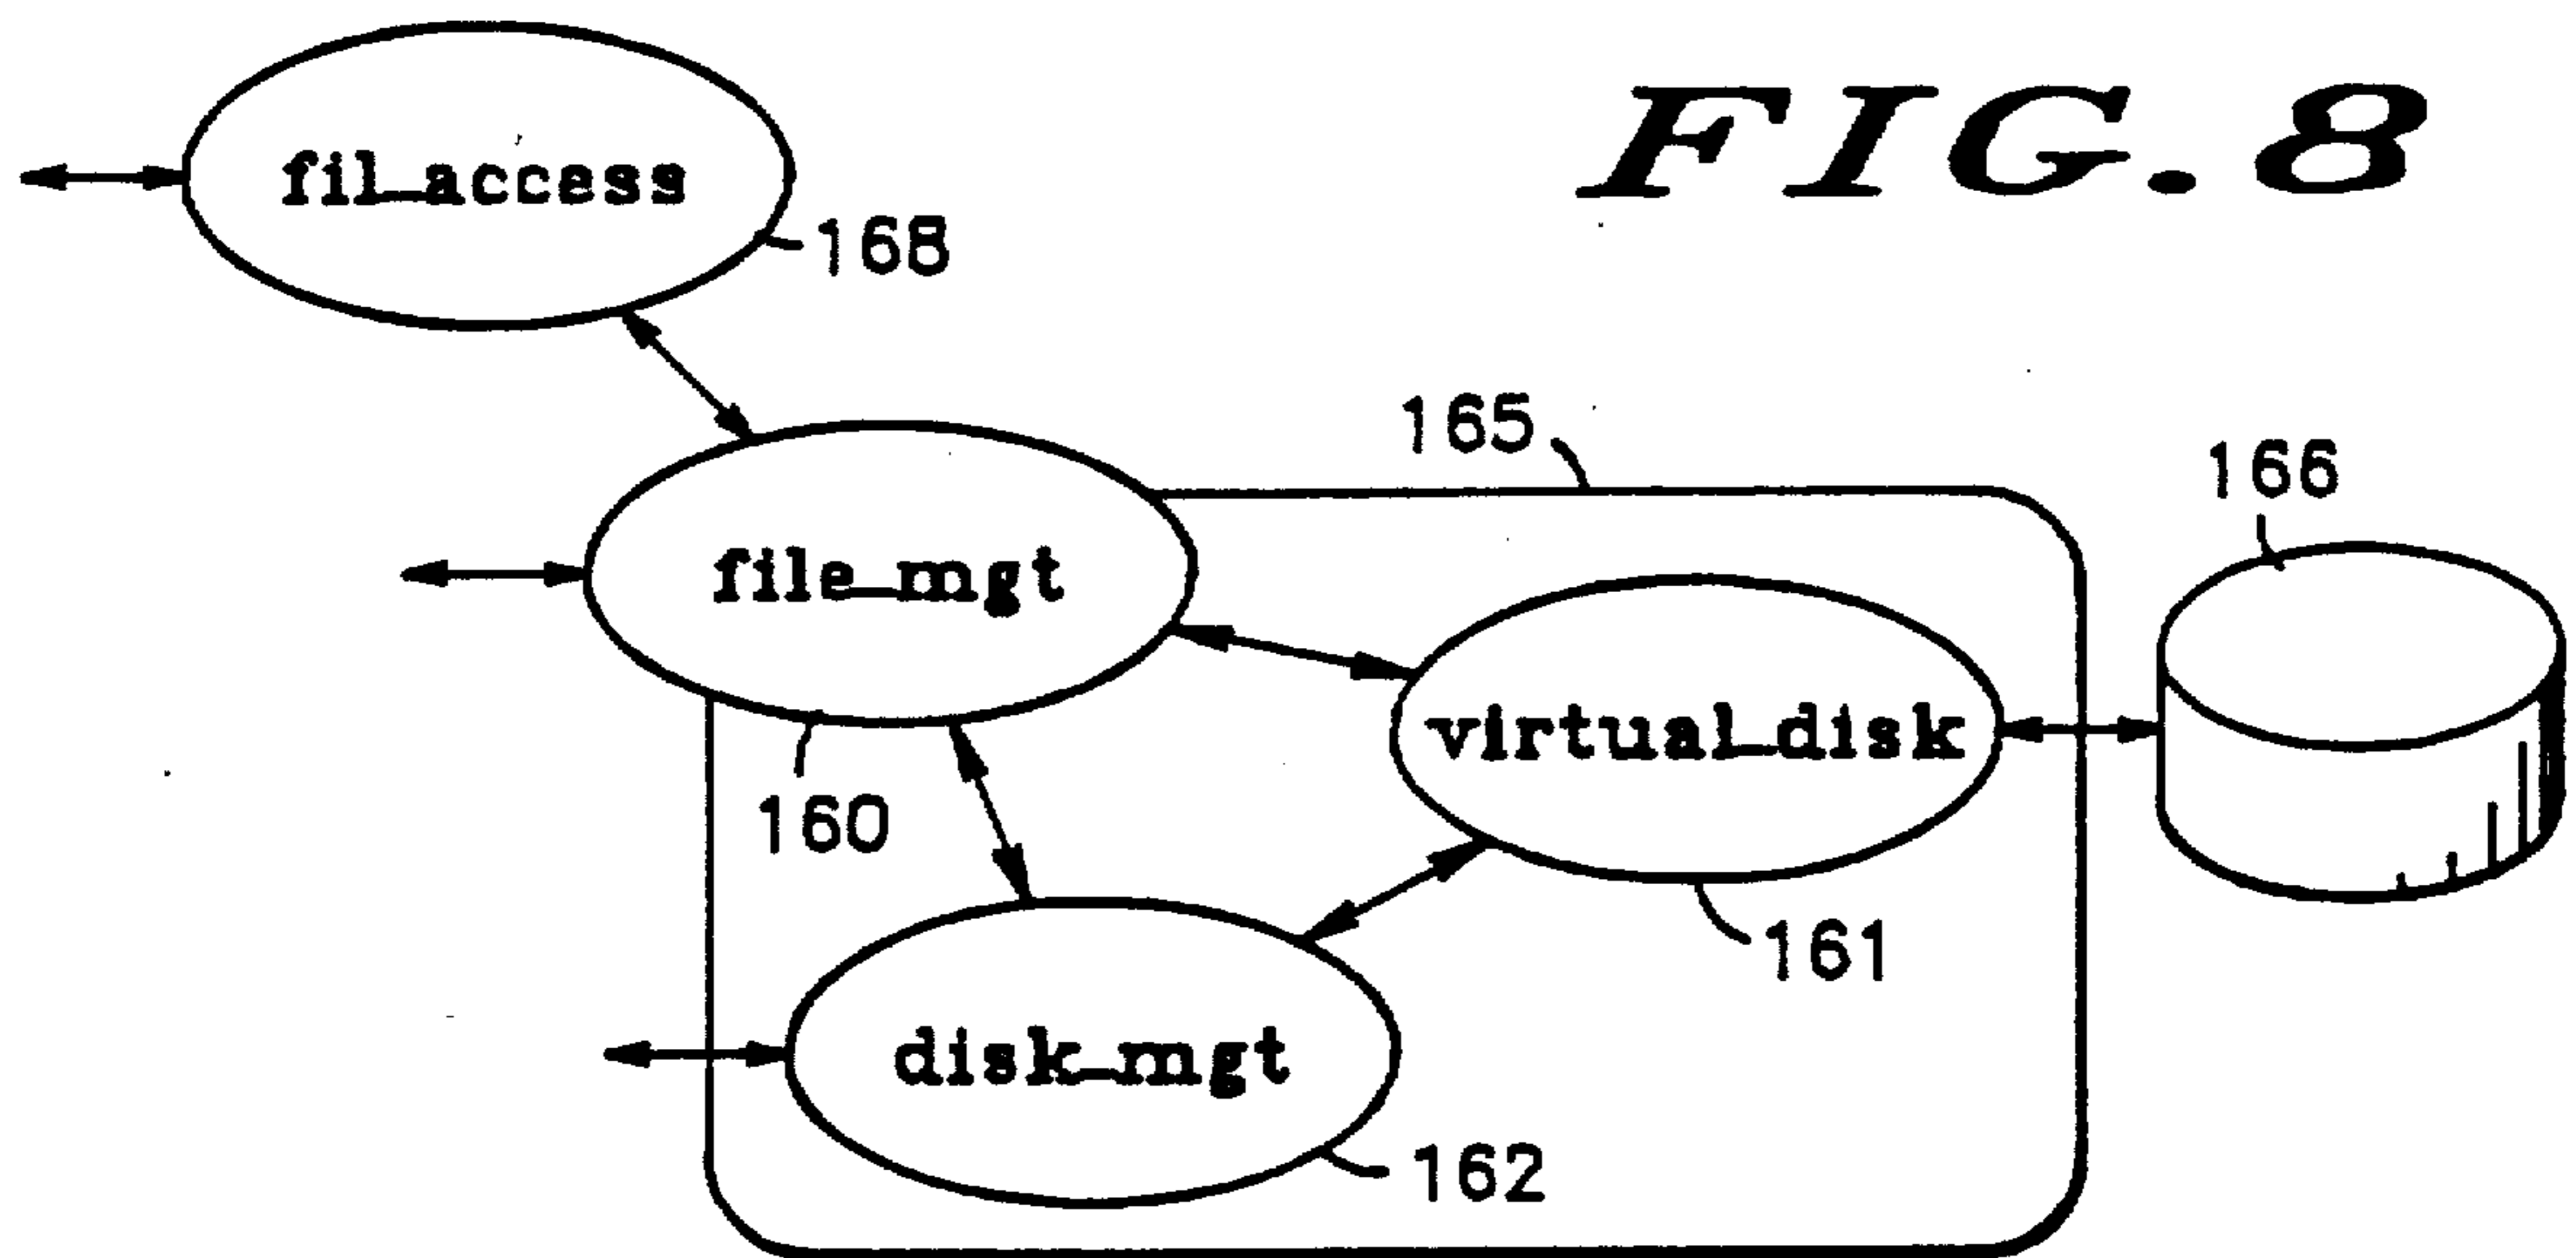 FIG.8
fil_access
168
165
166
file_mgt
virtual_disk
160
161
disk_mgt
162